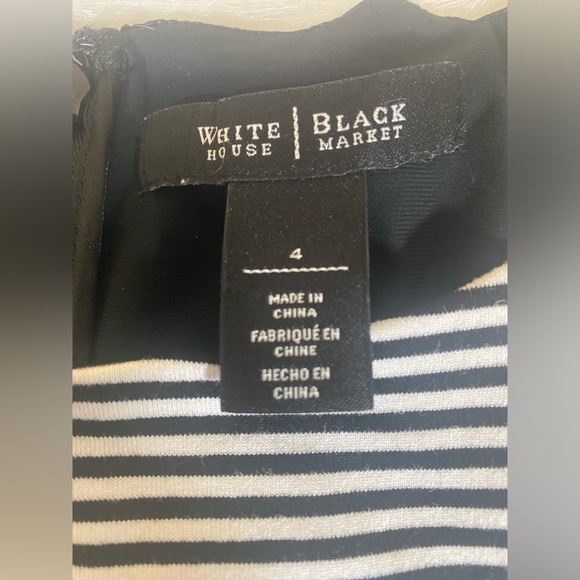 WHITE HOUSE | BLACK MARKET
4
MADE IN
CHINA
FABRIQUÉ EN
CHINE
HECHO EN
CHINA